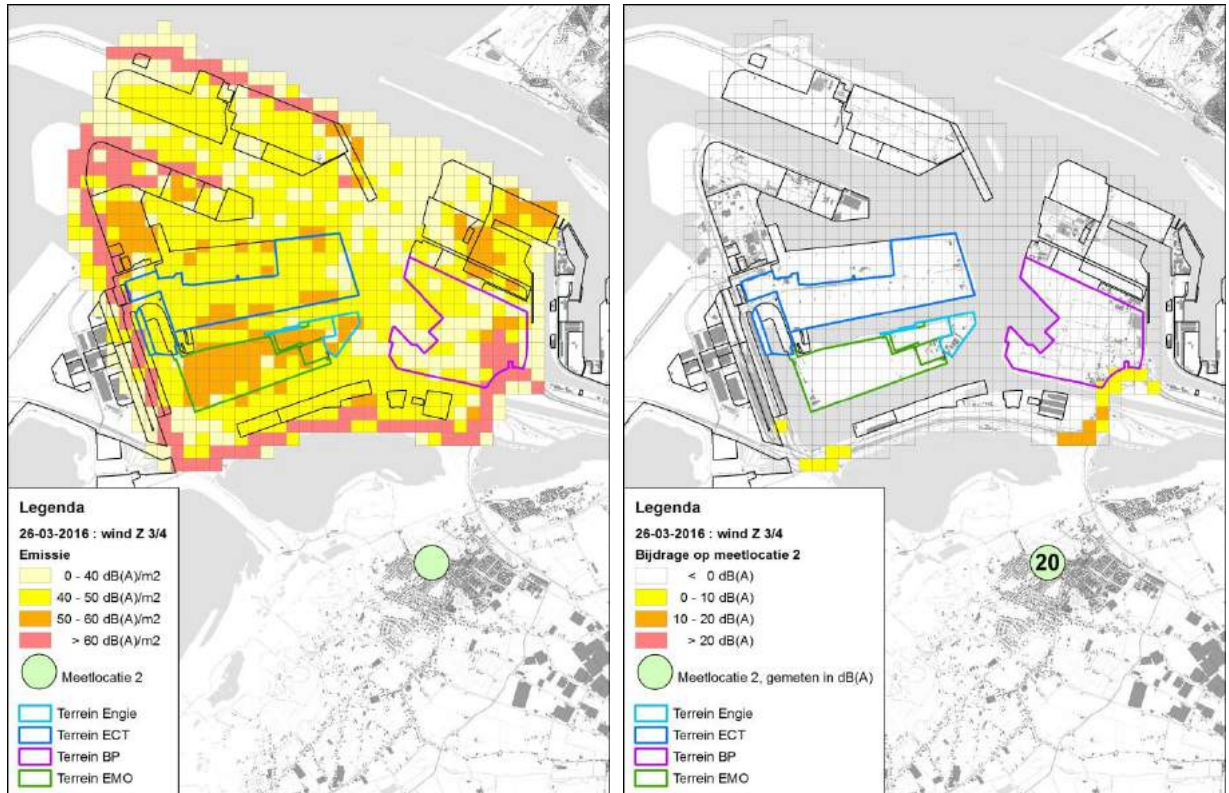 Legenda
26-03-2016 : wind Z 3/4
Emissie
0 - 40 dB(A)/m2
40 - 50 dB(A)/m2
50 - 60 dB(A)/m2
> 60 dB(A)/m2
Meetlocatie 2
Terrein Engie
Terrein ECT
Terrein BP
Terrein EMO
20
Legenda
26-03-2016 : wind Z 3/4
Bijdrage op meetlocatie 2
< 0 dB(A)
0 - 10 dB(A)
10 - 20 dB(A)
> 20 dB(A)
Meetlocatie 2, gemeten in dB(A)
Terrein Engie
Terrein ECT
Terrein BP
Terrein EMO